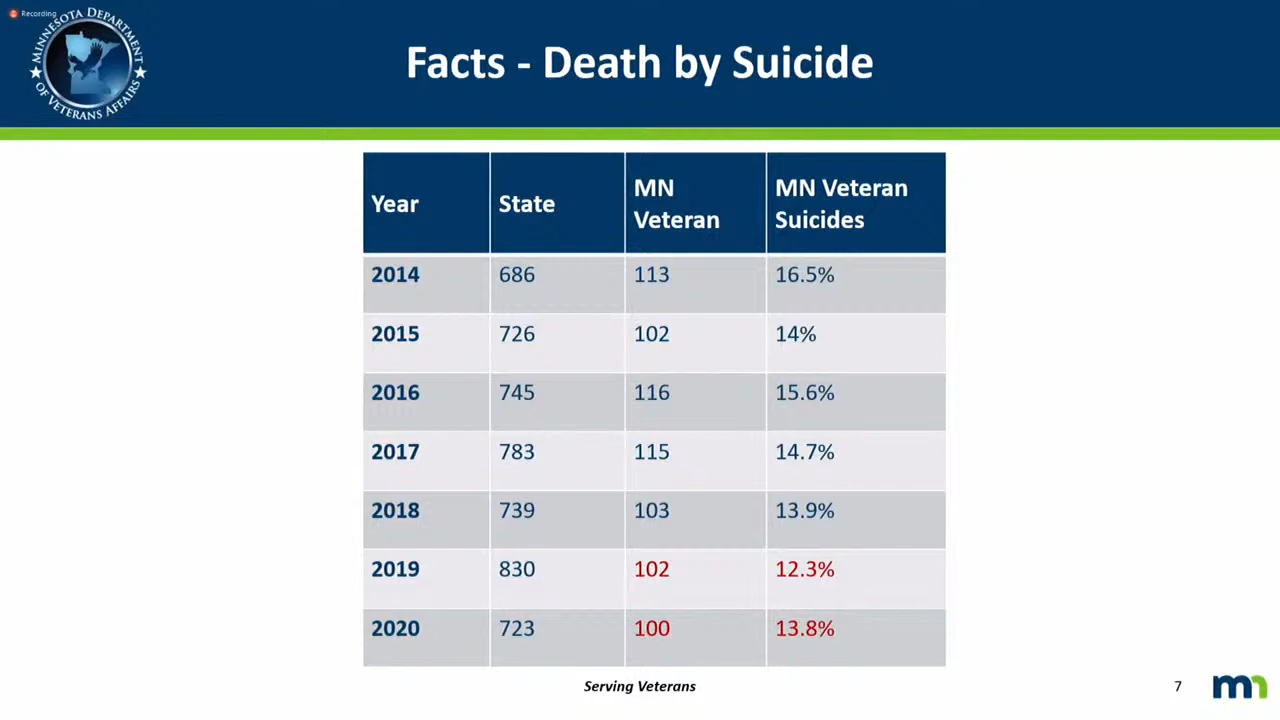 Recording
MINNESOTA DEPARTMENT
OF VETERANS AFFAIRS
Facts - Death by Suicide
Year State MN Veteran MN Veteran Suicides
2014 686 113 16.5%
2015 726 102 14%
2016 745 116 15.6%
2017 783 115 14.7%
2018 739 103 13.9%
2019 830 102 12.3%
2020 723 100 13.8%
Serving Veterans
7
mn